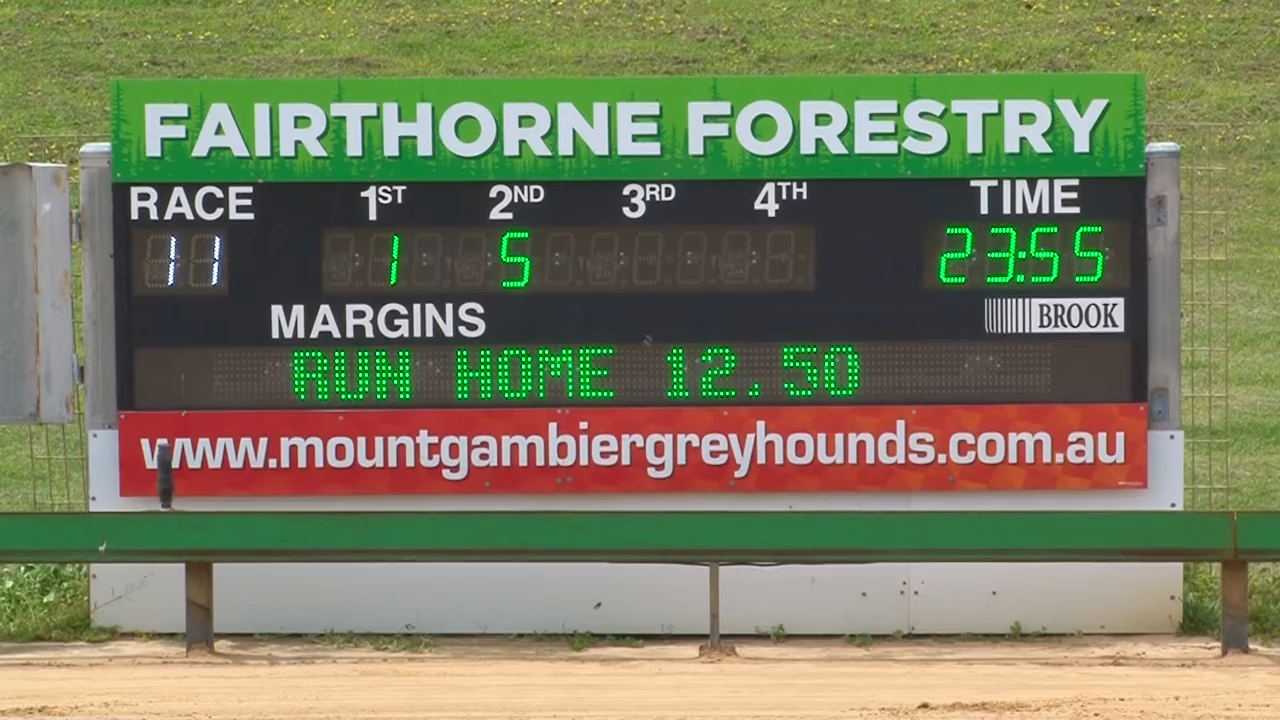 FAIRTHORNE FORESTRY
RACE 1ST 2ND 3RD 4TH TIME
11 1 5 23:55
MARGINS BROOK
RUN HOME 12.50
www.mountgambiergreyhounds.com.au